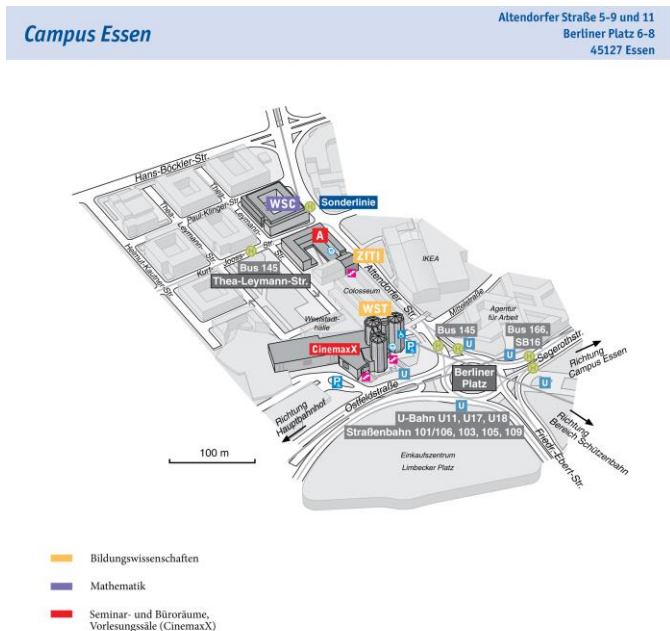 Campus Essen
Altendorfer Straße 5-9 und 11
Berliner Platz 6-8
45127 Essen
Hans-Böckler-Str.
Thea-
Leymann-
Str.
Paul-Klinger-Str.
Thea-
Leymann-Str.
WSC
H
Sonderlinie
A
Helmut-Käutner-Str.
Kurt-
Jooss-
Str.
H
Bus 145
Thea-Leymann-Str.
ZfTI
Altendorfer Str.
IKEA
Colosseum
Mittelstraße
Agentur
für Arbeit
WST
Weststadt-
halle
Bus 145
Bus 166,
SB16
H
H
U
U
H
H
Segerothstr.
CinemaxX
P
P
U
Berliner
Platz
U
Richtung
Campus Essen
Ostfeldstraße
Richtung
Hauptbahnhof
U
U-Bahn U11, U17, U18
Straßenbahn 101/106, 103, 105, 109
Richtung
Bereich Schützenbahn
Friedr.-Ebert-Str.
100 m
Einkaufszentrum
Limbecker Platz
Bildungswissenschaften
Mathematik
Seminar- und Büroräume,
Vorlesungssäle (CinemaxX)